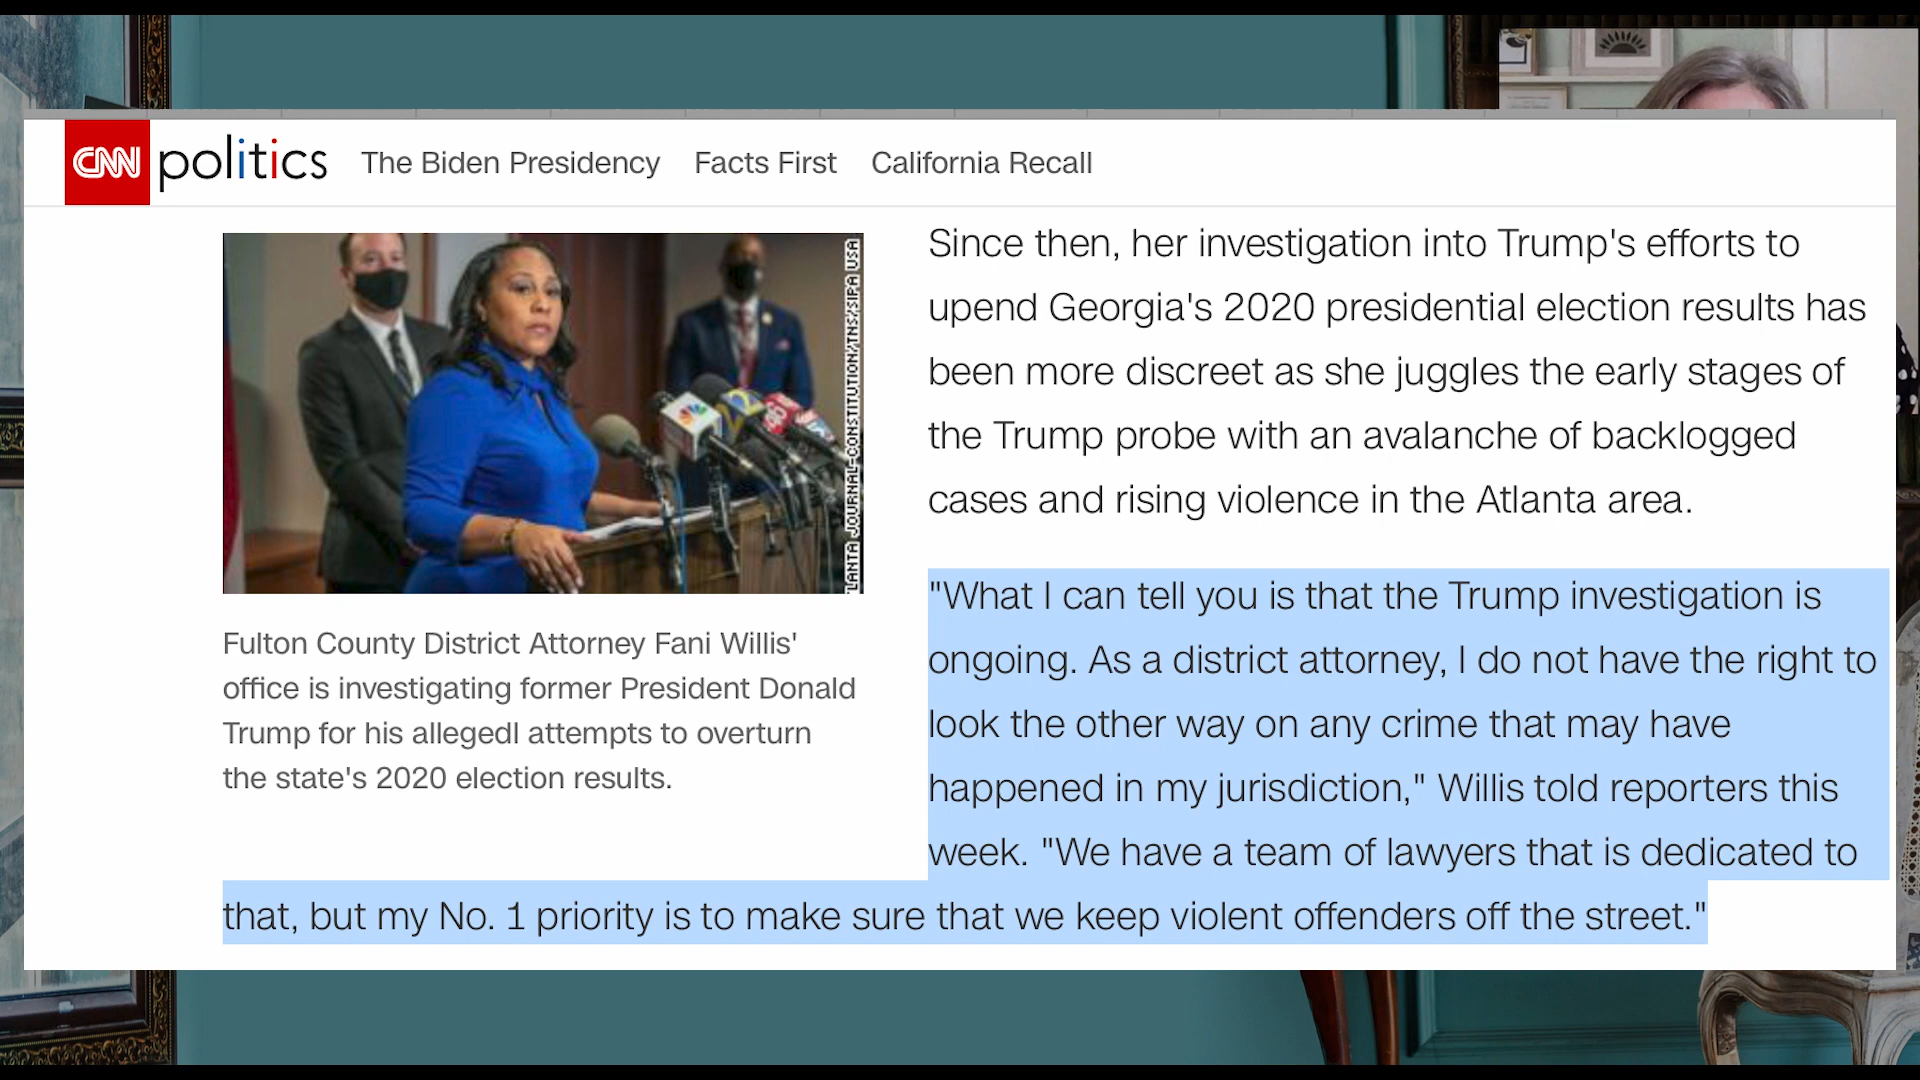 CNN politics The Biden Presidency Facts First California Recall
LANTA JOURNAL-CONSTITUTION/TNS/SIPA USA
Fulton County District Attorney Fani Willis'
office is investigating former President Donald
Trump for his allegedl attempts to overturn
the state's 2020 election results.
Since then, her investigation into Trump's efforts to
upend Georgia's 2020 presidential election results has
been more discreet as she juggles the early stages of
the Trump probe with an avalanche of backlogged
cases and rising violence in the Atlanta area.
"What I can tell you is that the Trump investigation is
ongoing. As a district attorney, I do not have the right to
look the other way on any crime that may have
happened in my jurisdiction," Willis told reporters this
week. "We have a team of lawyers that is dedicated to
that, but my No. 1 priority is to make sure that we keep violent offenders off the street."